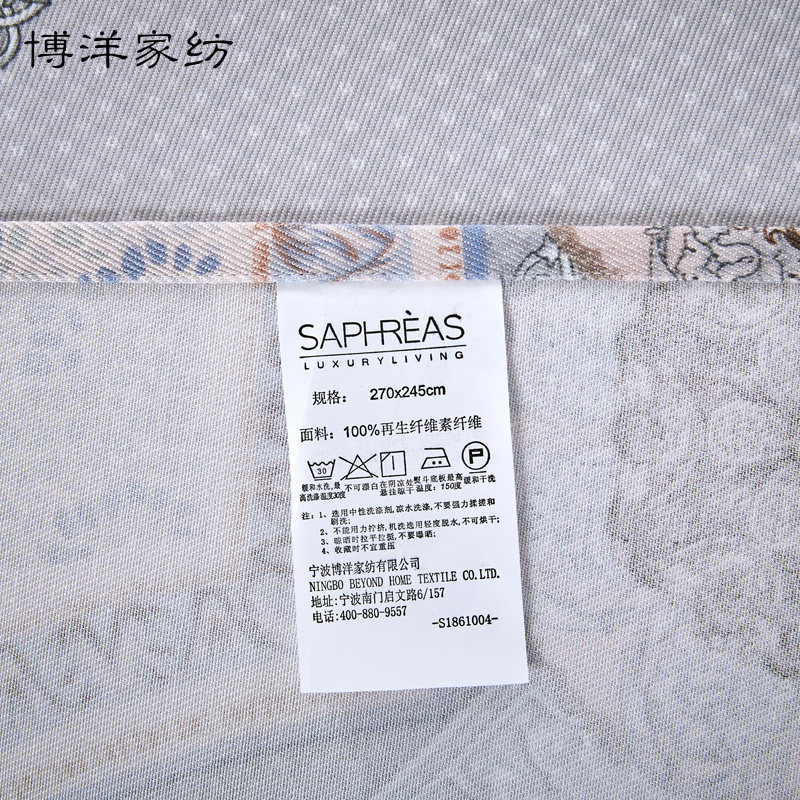 博洋家纺
SAPHRÈAS
LUXURYLIVING
规格： 270x245cm
面料：100%再生纤维素纤维
30
P
缓和水洗,最高洗涤温度30度
不可漂白
在阴凉处悬挂晾干
熨斗底板最高温度：150度
缓和干洗
注：1、选用中性洗涤剂,凉水洗涤,不要强力揉搓和
刷洗;
2、不能用力拧挤,机洗选用轻度脱水,不可烘干;
3、晾晒时拉平拉挺,不要曝晒;
4、收藏时不宜重压
宁波博洋家纺有限公司
NINGBO BEYOND HOME TEXTILE CO.LTD.
地址:宁波南门启文路6/157
电话:400-880-9557
-S1861004-